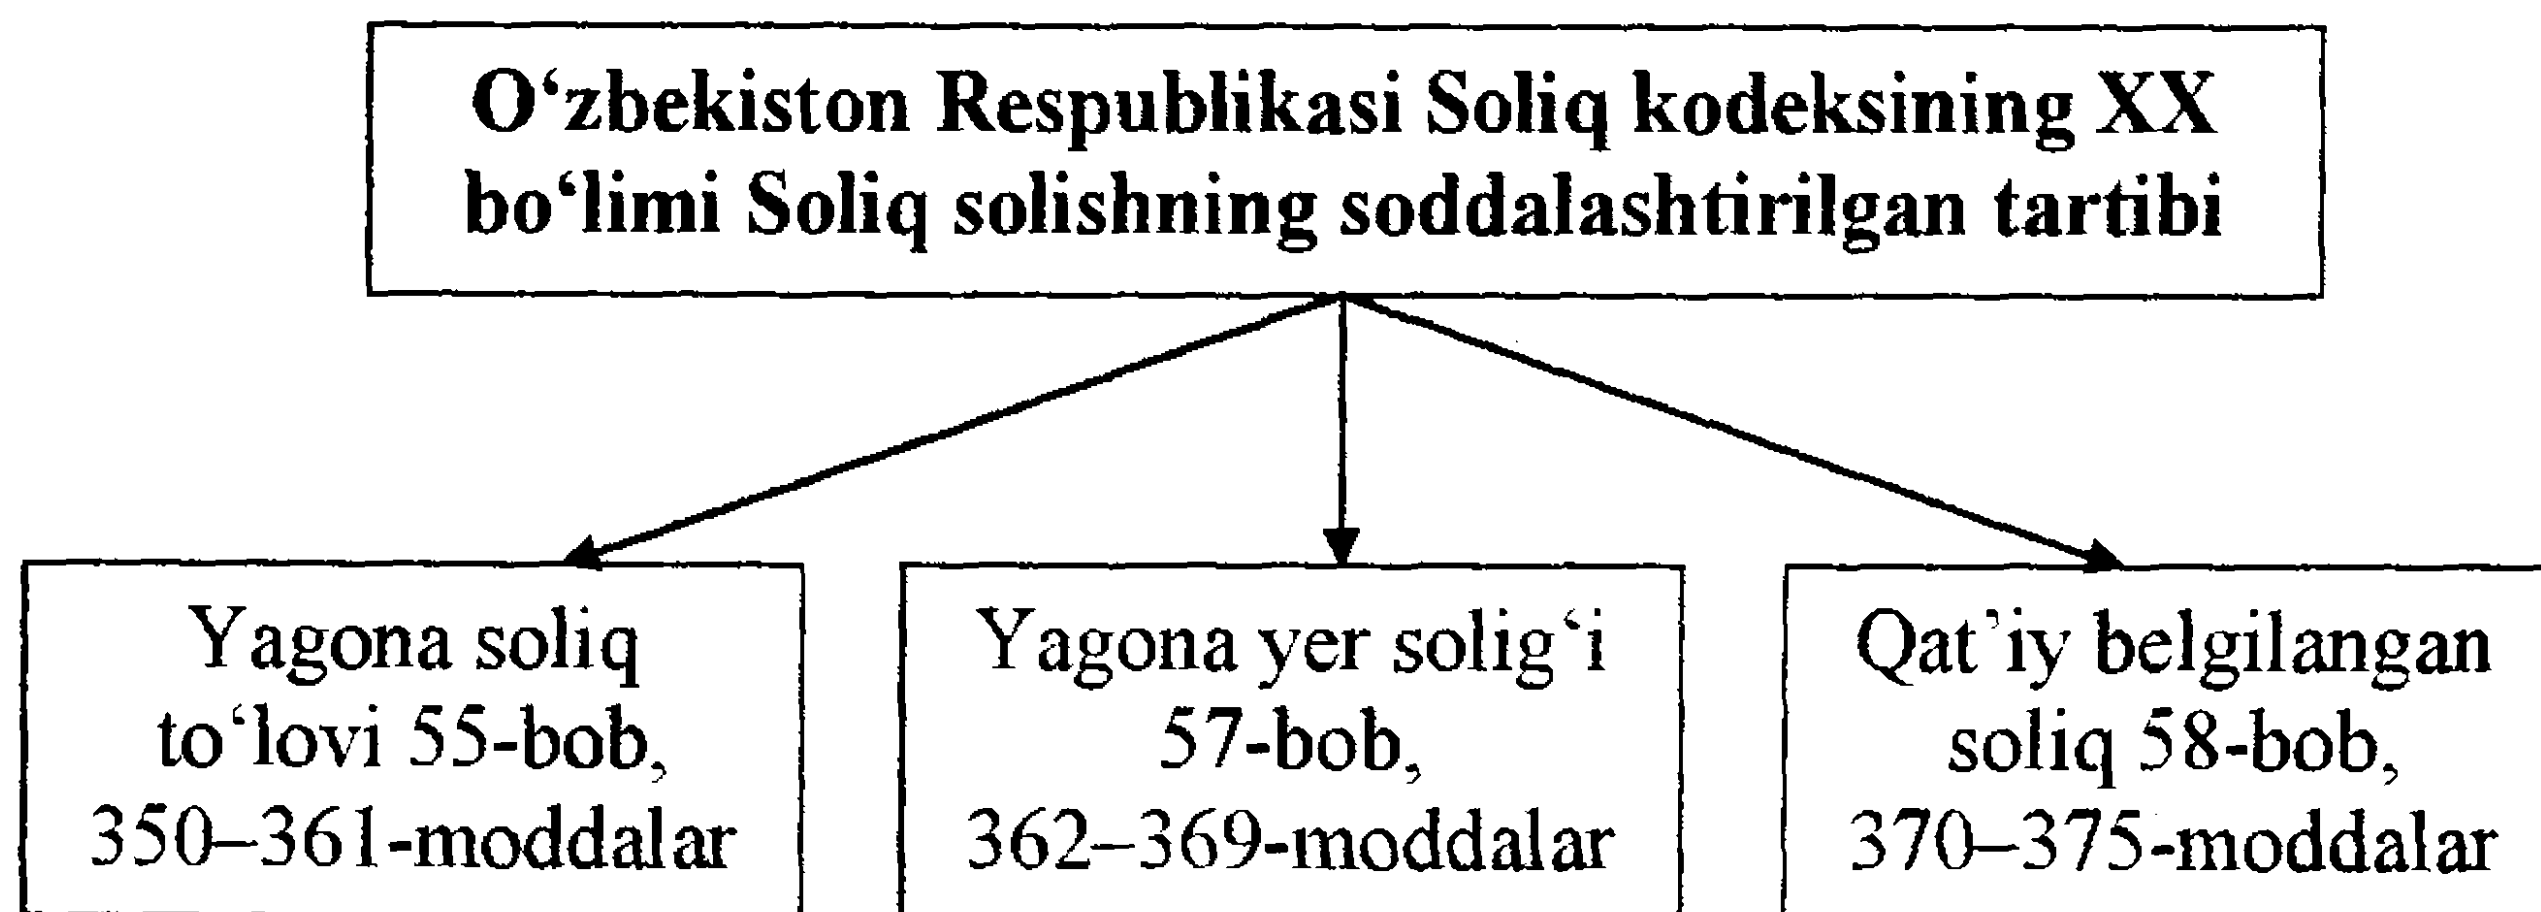 O‘zbekiston Respublikasi Soliq kodeksining XX
bo‘limi Soliq solishning soddalashtirilgan tartibi
Yagona soliq
to‘lovi 55-bob,
350–361-moddalar
Yagona yer solig‘i
57-bob,
362–369-moddalar
Qat’iy belgilangan
soliq 58-bob,
370–375-moddalar